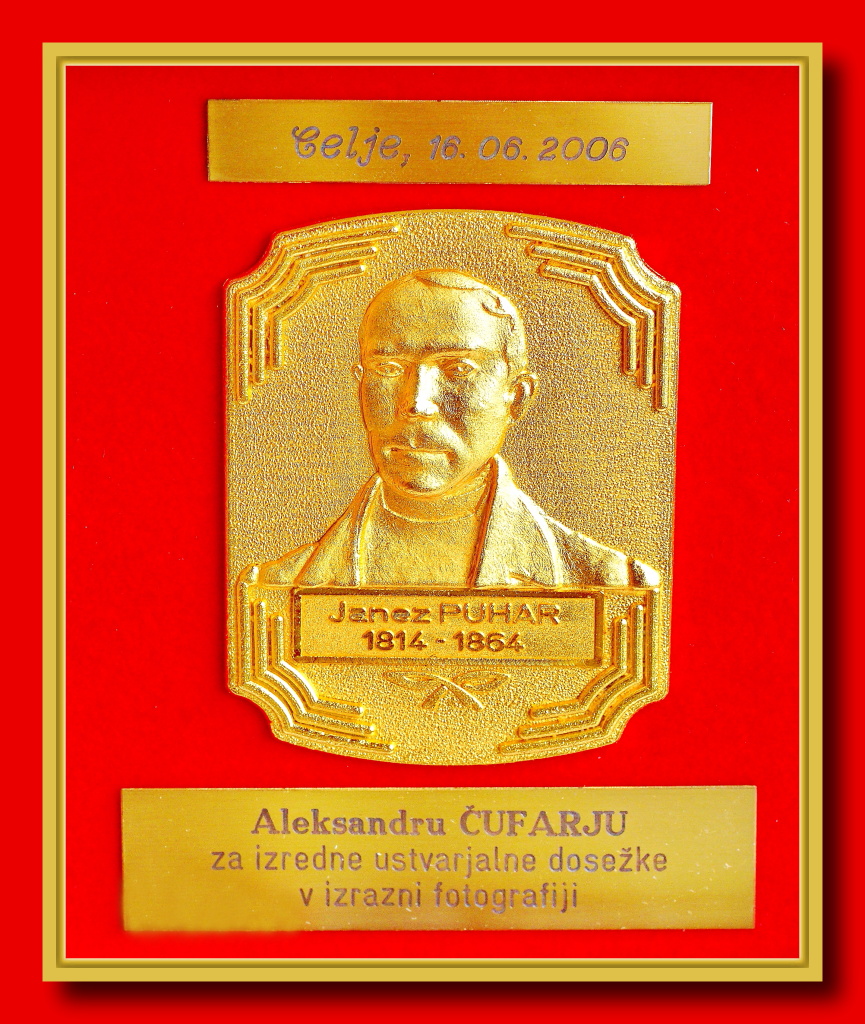 Celje, 16. 06. 2006
Janez PUHAR
1814 - 1864
Aleksandru ČUFARJU
za izredne ustvarjalne dosežke
v izrazni fotografiji